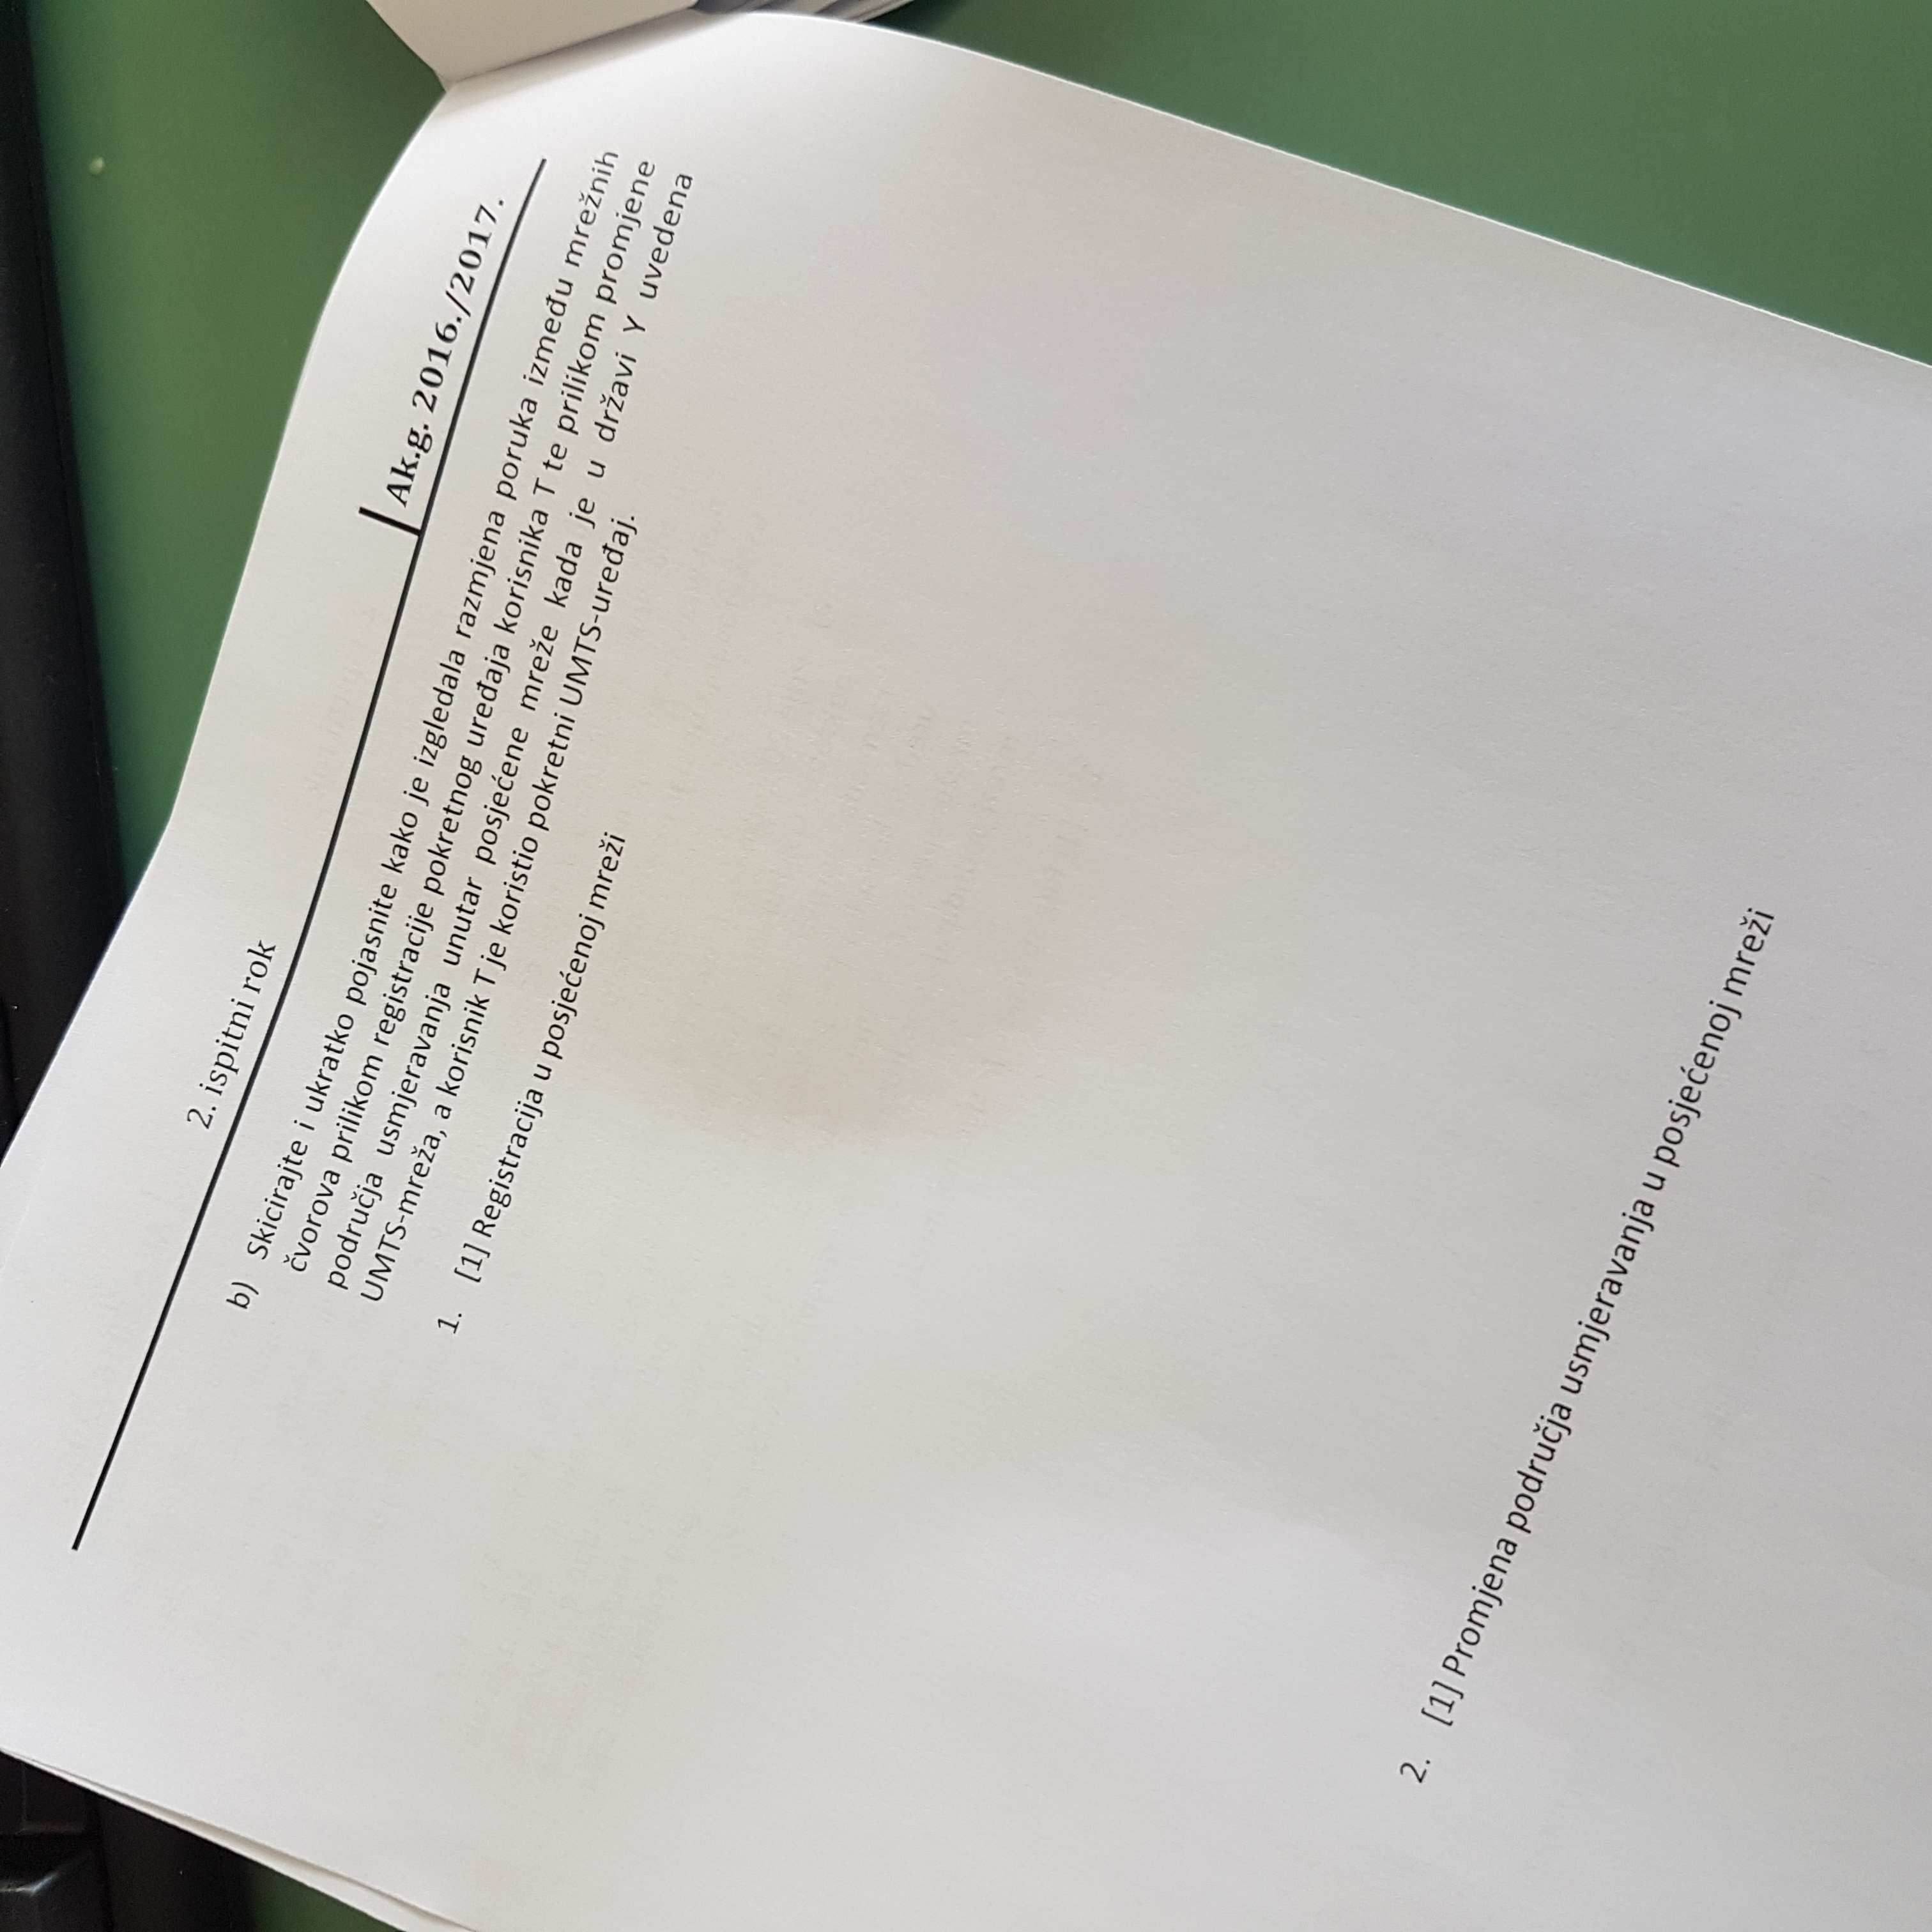 2. ispitni rok
Ak.g. 2016./2017.
b) Skicirajte i ukratko pojasnite kako je izgledala razmjena poruka između mrežnih
čvorova prilikom registracije pokretnog uređaja korisnika T te prilikom promjene
područja usmjeravanja unutar posjećene mreže kada je u državi Y uvedena
UMTS-mreža, a korisnik T je koristio pokretni UMTS-uređaj.
1. [1] Registracija u posjećenoj mreži
2. [1] Promjena područja usmjeravanja u posjećenoj mreži